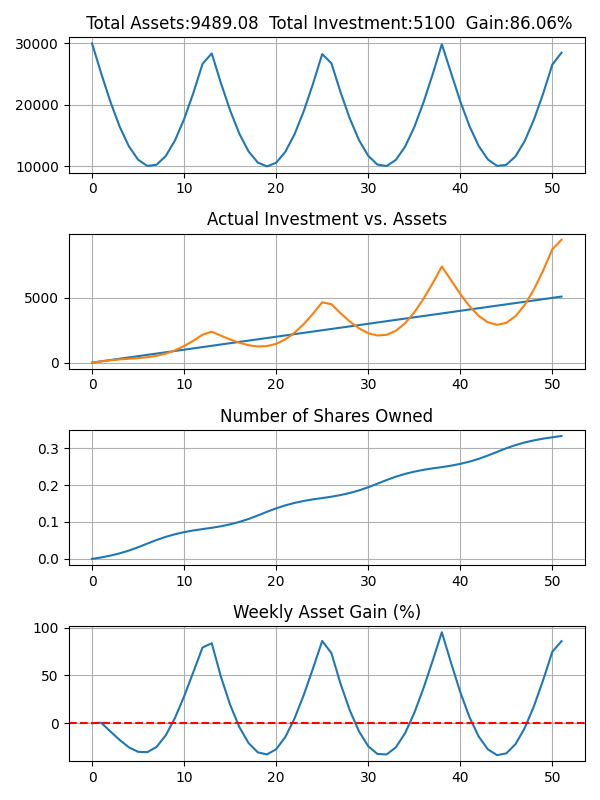 Total Assets:9489.08  Total Investment:5100  Gain:86.06%
30000
20000
10000
0 10 20 30 40 50
Actual Investment vs. Assets
5000
0
0 10 20 30 40 50
Number of Shares Owned
0.3
0.2
0.1
0.0
0 10 20 30 40 50
Weekly Asset Gain (%)
100
50
0
0 10 20 30 40 50